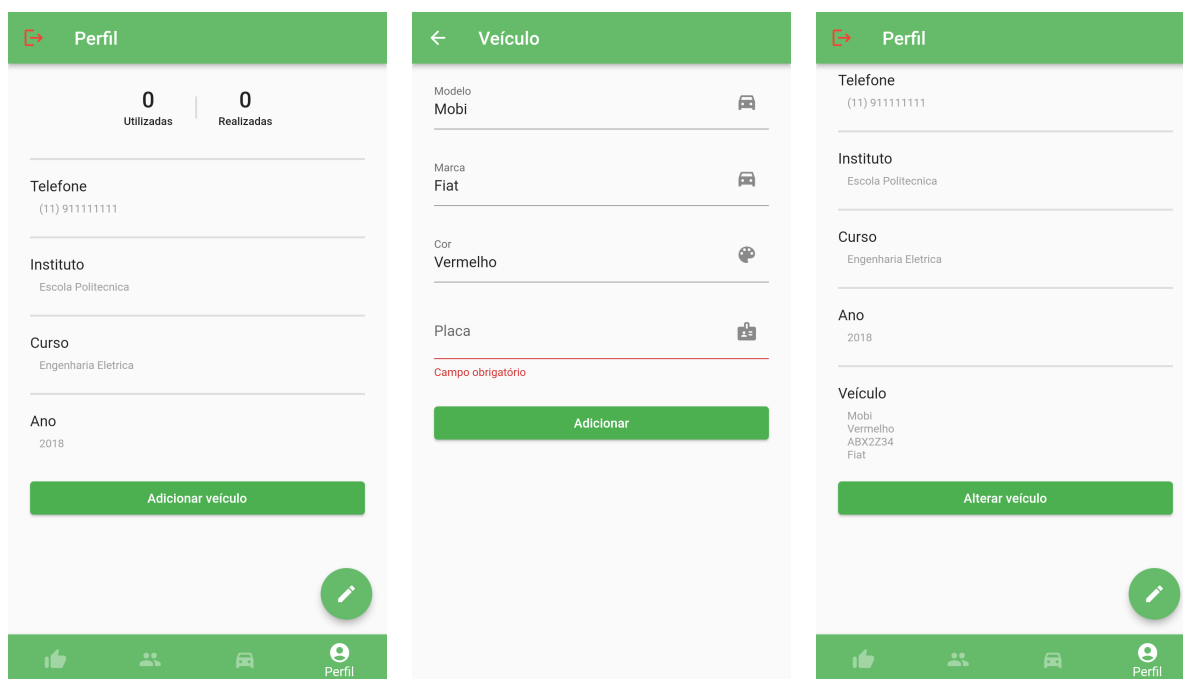 Perfil
0 0
Utilizadas Realizadas
Telefone
(11) 911111111
Instituto
Escola Politecnica
Curso
Engenharia Eletrica
Ano
2018
Adicionar veículo
Perfil
Veículo
Modelo
Mobi
Marca
Fiat
Cor
Vermelho
Placa
Campo obrigatório
Adicionar
Perfil
Telefone
(11) 911111111
Instituto
Escola Politecnica
Curso
Engenharia Eletrica
Ano
2018
Veículo
Mobi
Vermelho
ABX2Z34
Fiat
Alterar veículo
Perfil